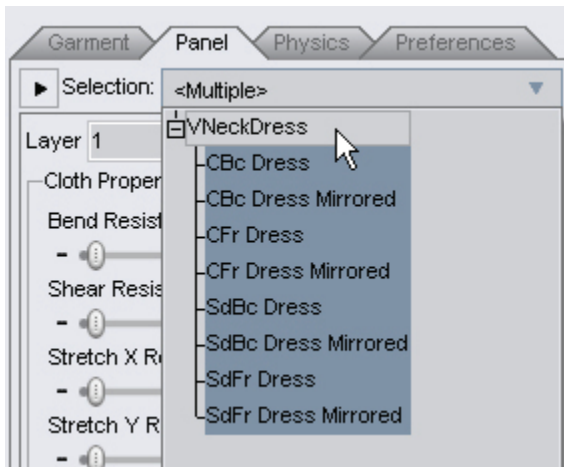 Garment Panel Physics Preferences
Selection: <Multiple>
VNeckDress
Layer 1
CBc Dress
Cloth Proper
CBc Dress Mirrored
Bend Resist
CFr Dress
CFr Dress Mirrored
Shear Resis
SdBc Dress
SdBc Dress Mirrored
Stretch X R
SdFr Dress
SdFr Dress Mirrored
Stretch Y R